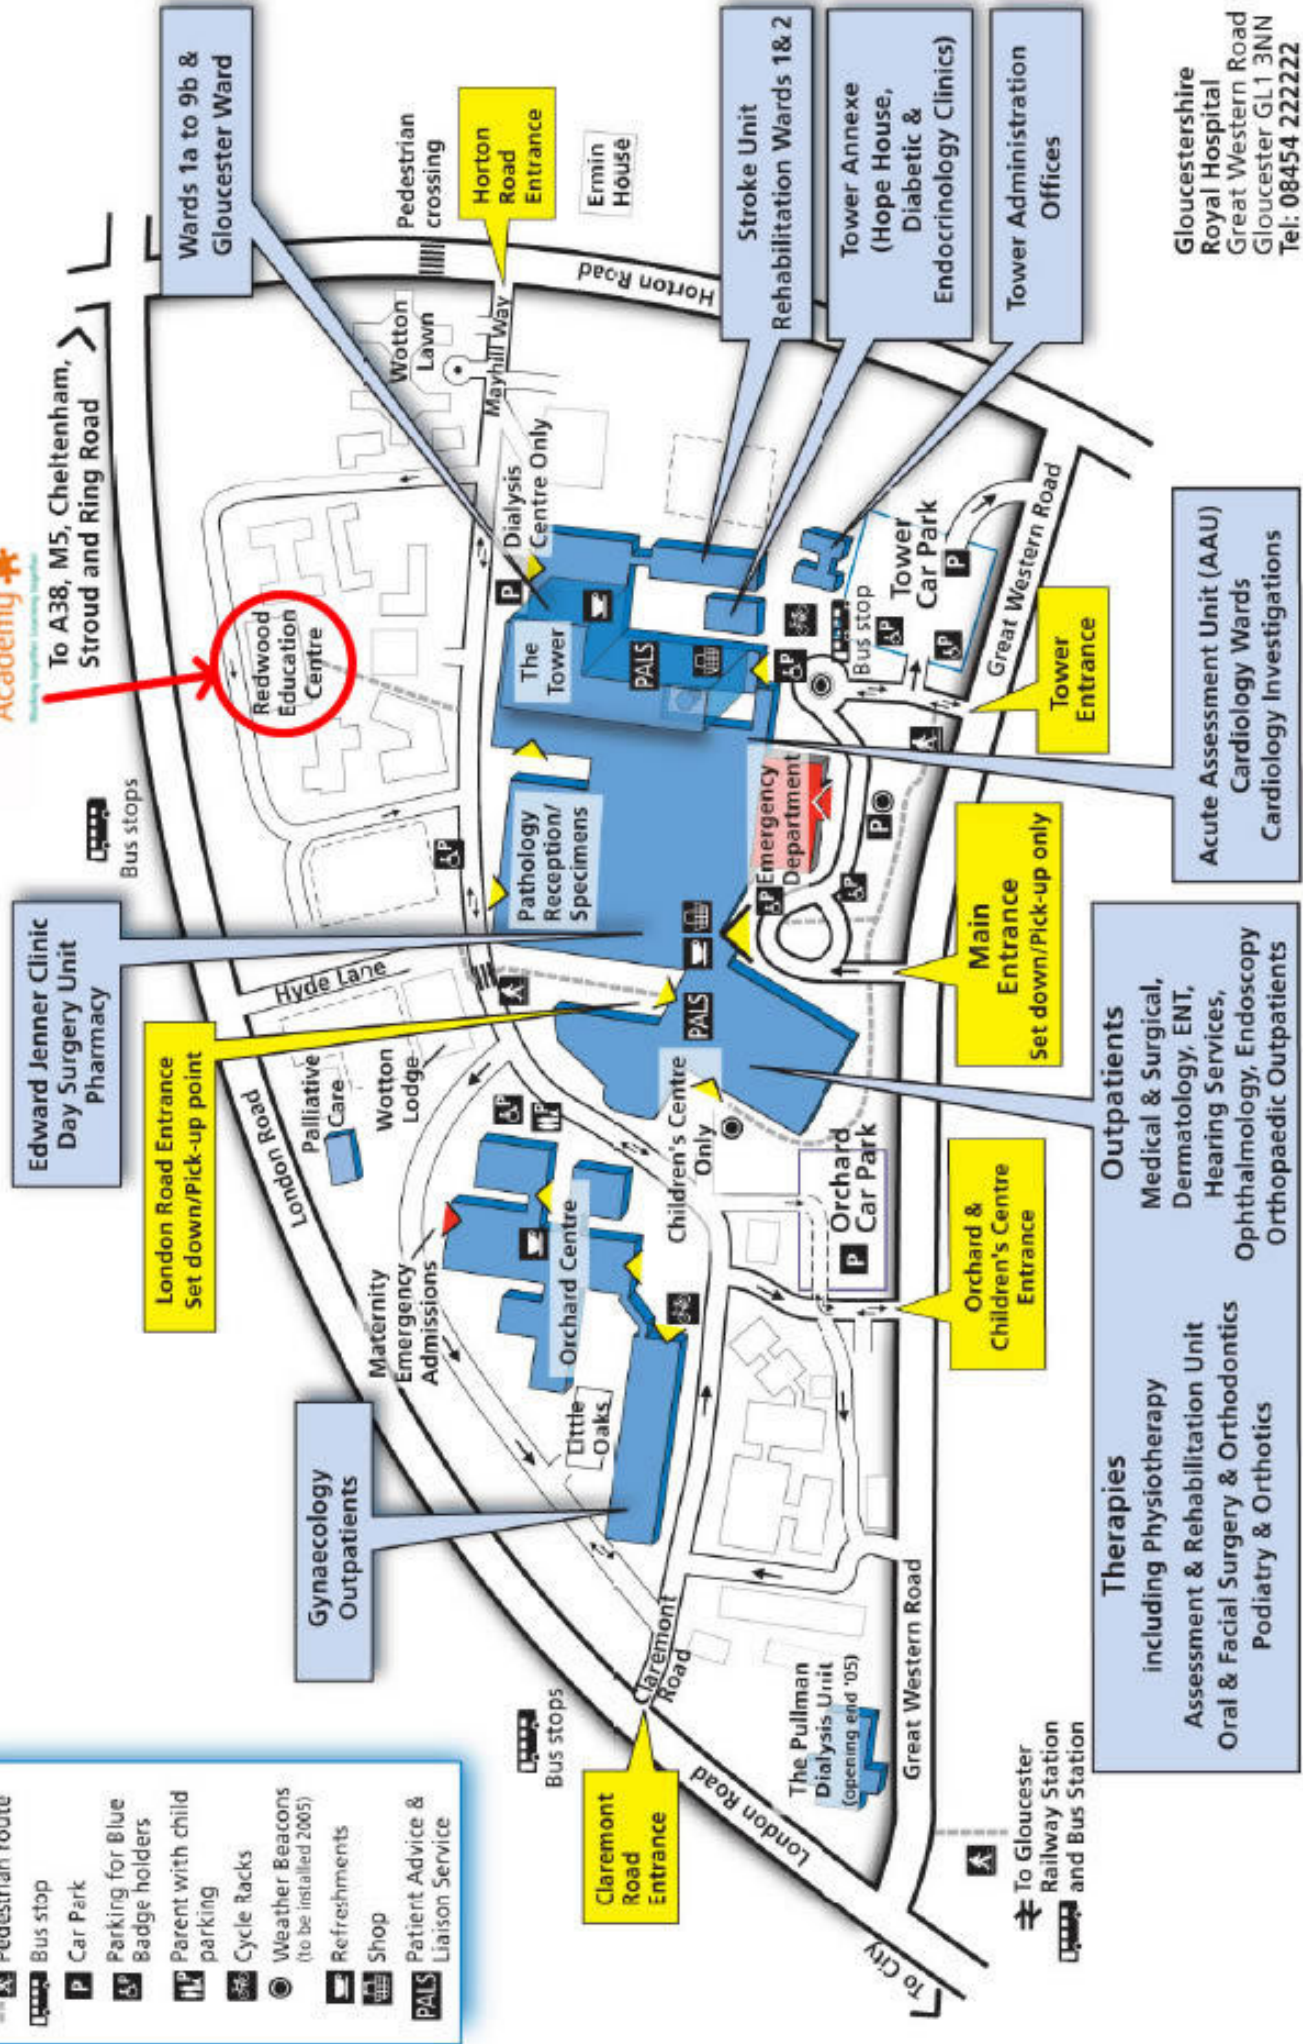 Academy
Working together Learning together
To A38, M5, Cheltenham,
Stroud and Ring Road
Pedestrian route
Bus stop
Car Park
Parking for Blue
Badge holders
Parent with child
parking
Cycle Racks
Weather Beacons
(to be installed 2005)
Refreshments
Shop
PALS
Patient Advice &
Liaison Service
Gynaecology
Outpatients
London Road Entrance
Set down/Pick-up point
Edward Jenner Clinic
Day Surgery Unit
Pharmacy
Bus stops
Redwood
Education
Centre
Wards 1a to 9b &
Gloucester Ward
Pedestrian
crossing
Horton
Road
Entrance
Ermin
House
Horton Road
Wotton
Lawn
Mayhill Way
P
Dialysis
Centre Only
The
Tower
PALS
Pathology
Reception/
Specimens
Hyde Lane
London Road
Palliative
Care
Wotton
Lodge
Maternity
Emergency
Admissions
Orchard Centre
Little
Oaks
Children's Centre
Only
PALS
Emergency
Department
P
Bus stop
Tower
Car Park
P
Great Western Road
Tower
Entrance
Main
Entrance
Set down/Pick-up only
Orchard
Car Park
P
Orchard &
Children's Centre
Entrance
Bus stops
Claremont
Road
Claremont
Road
Entrance
London Road
The Pullman
Dialysis Unit
(opening end '05)
Great Western Road
To City
To Gloucester
Railway Station
and Bus Station
Therapies
including Physiotherapy
Assessment & Rehabilitation Unit
Oral & Facial Surgery & Orthodontics
Podiatry & Orthotics
Outpatients
Medical & Surgical,
Dermatology, ENT,
Hearing Services,
Ophthalmology, Endoscopy
Orthopaedic Outpatients
Acute Assessment Unit (AAU)
Cardiology Wards
Cardiology Investigations
Stroke Unit
Rehabilitation Wards 1& 2
Tower Annexe
(Hope House,
Diabetic &
Endocrinology Clinics)
Tower Administration
Offices
Gloucestershire
Royal Hospital
Great Western Road
Gloucester GL1 3NN
Tel: 08454 222222